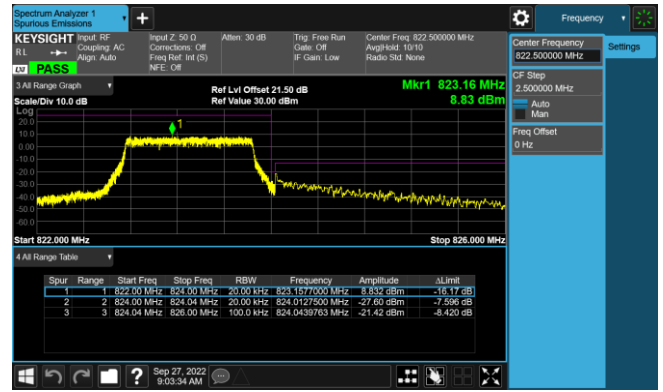 Spectrum Analyzer 1
Spurious Emissions
Frequency
KEYSIGHT
RL
Input: RF
Coupling: AC
Align: Auto
Input Z: 50 Ω
Corrections: Off
Freq Ref: Int (S)
NFE: Off
Atten: 30 dB
Trig: Free Run
Gate: Off
IF Gain: Low
Center Freq: 822.500000 MHz
Avg|Hold: 10/10
Radio Std: None
LXI PASS
Center Frequency
822.500000 MHz
Settings
CF Step
2.500000 MHz
Auto
Man
Freq Offset
0 Hz
3 All Range Graph
Scale/Div 10.0 dB
Ref Lvl Offset 21.50 dB
Ref Value 30.00 dBm
Mkr1 823.16 MHz
8.83 dBm
Log
20.0
10.0
0.00
-10.0
-20.0
-30.0
-40.0
-50.0
-60.0
1
Start 822.000 MHz
Stop 826.000 MHz
4 All Range Table
Spur Range Start Freq Stop Freq RBW Frequency Amplitude ΔLimit
1 1 822.00 MHz 824.00 MHz 20.00 kHz 823.1577000 MHz 8.832 dBm -16.17 dB
2 2 824.00 MHz 824.04 MHz 20.00 kHz 824.0127500 MHz -27.60 dBm -7.596 dB
3 3 824.04 MHz 826.00 MHz 100.0 kHz 824.0439763 MHz -21.42 dBm -8.420 dB
Sep 27, 2022
9:03:34 AM